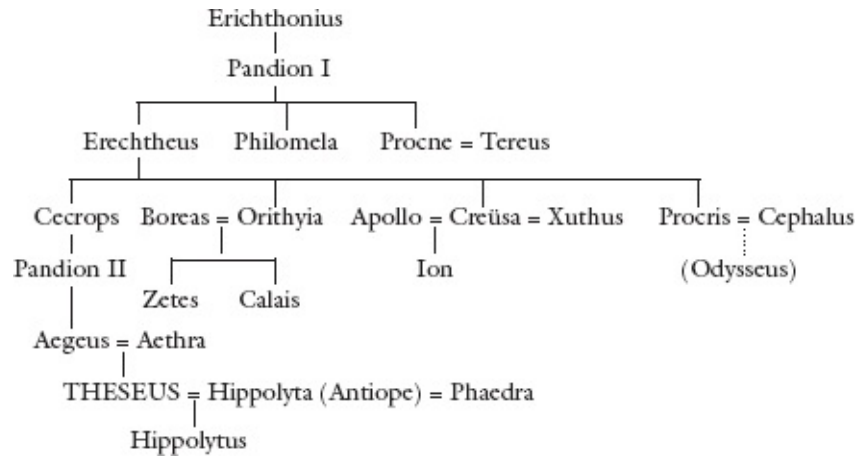 Erichthonius
Pandion I
Erechtheus Philomela Procne = Tereus
Cecrops Boreas = Orithyia Apollo = Creüsa = Xuthus Procris = Cephalus
Pandion II Ion (Odysseus)
Zetes Calais
Aegeus = Aethra
THESEUS = Hippolyta (Antiope) = Phaedra
Hippolytus